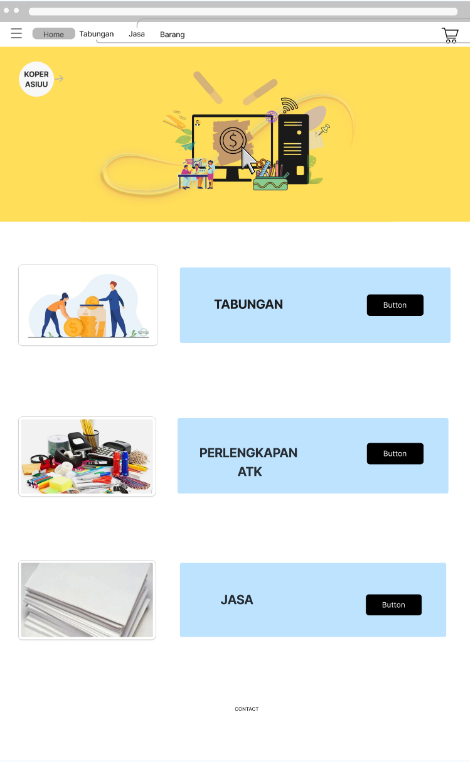 Home
Tabungan
Jasa
Barang
KOPER
ASIUU
TABUNGAN
Button
PERLENGKAPAN
ATK
Button
JASA
Button
CONTACT